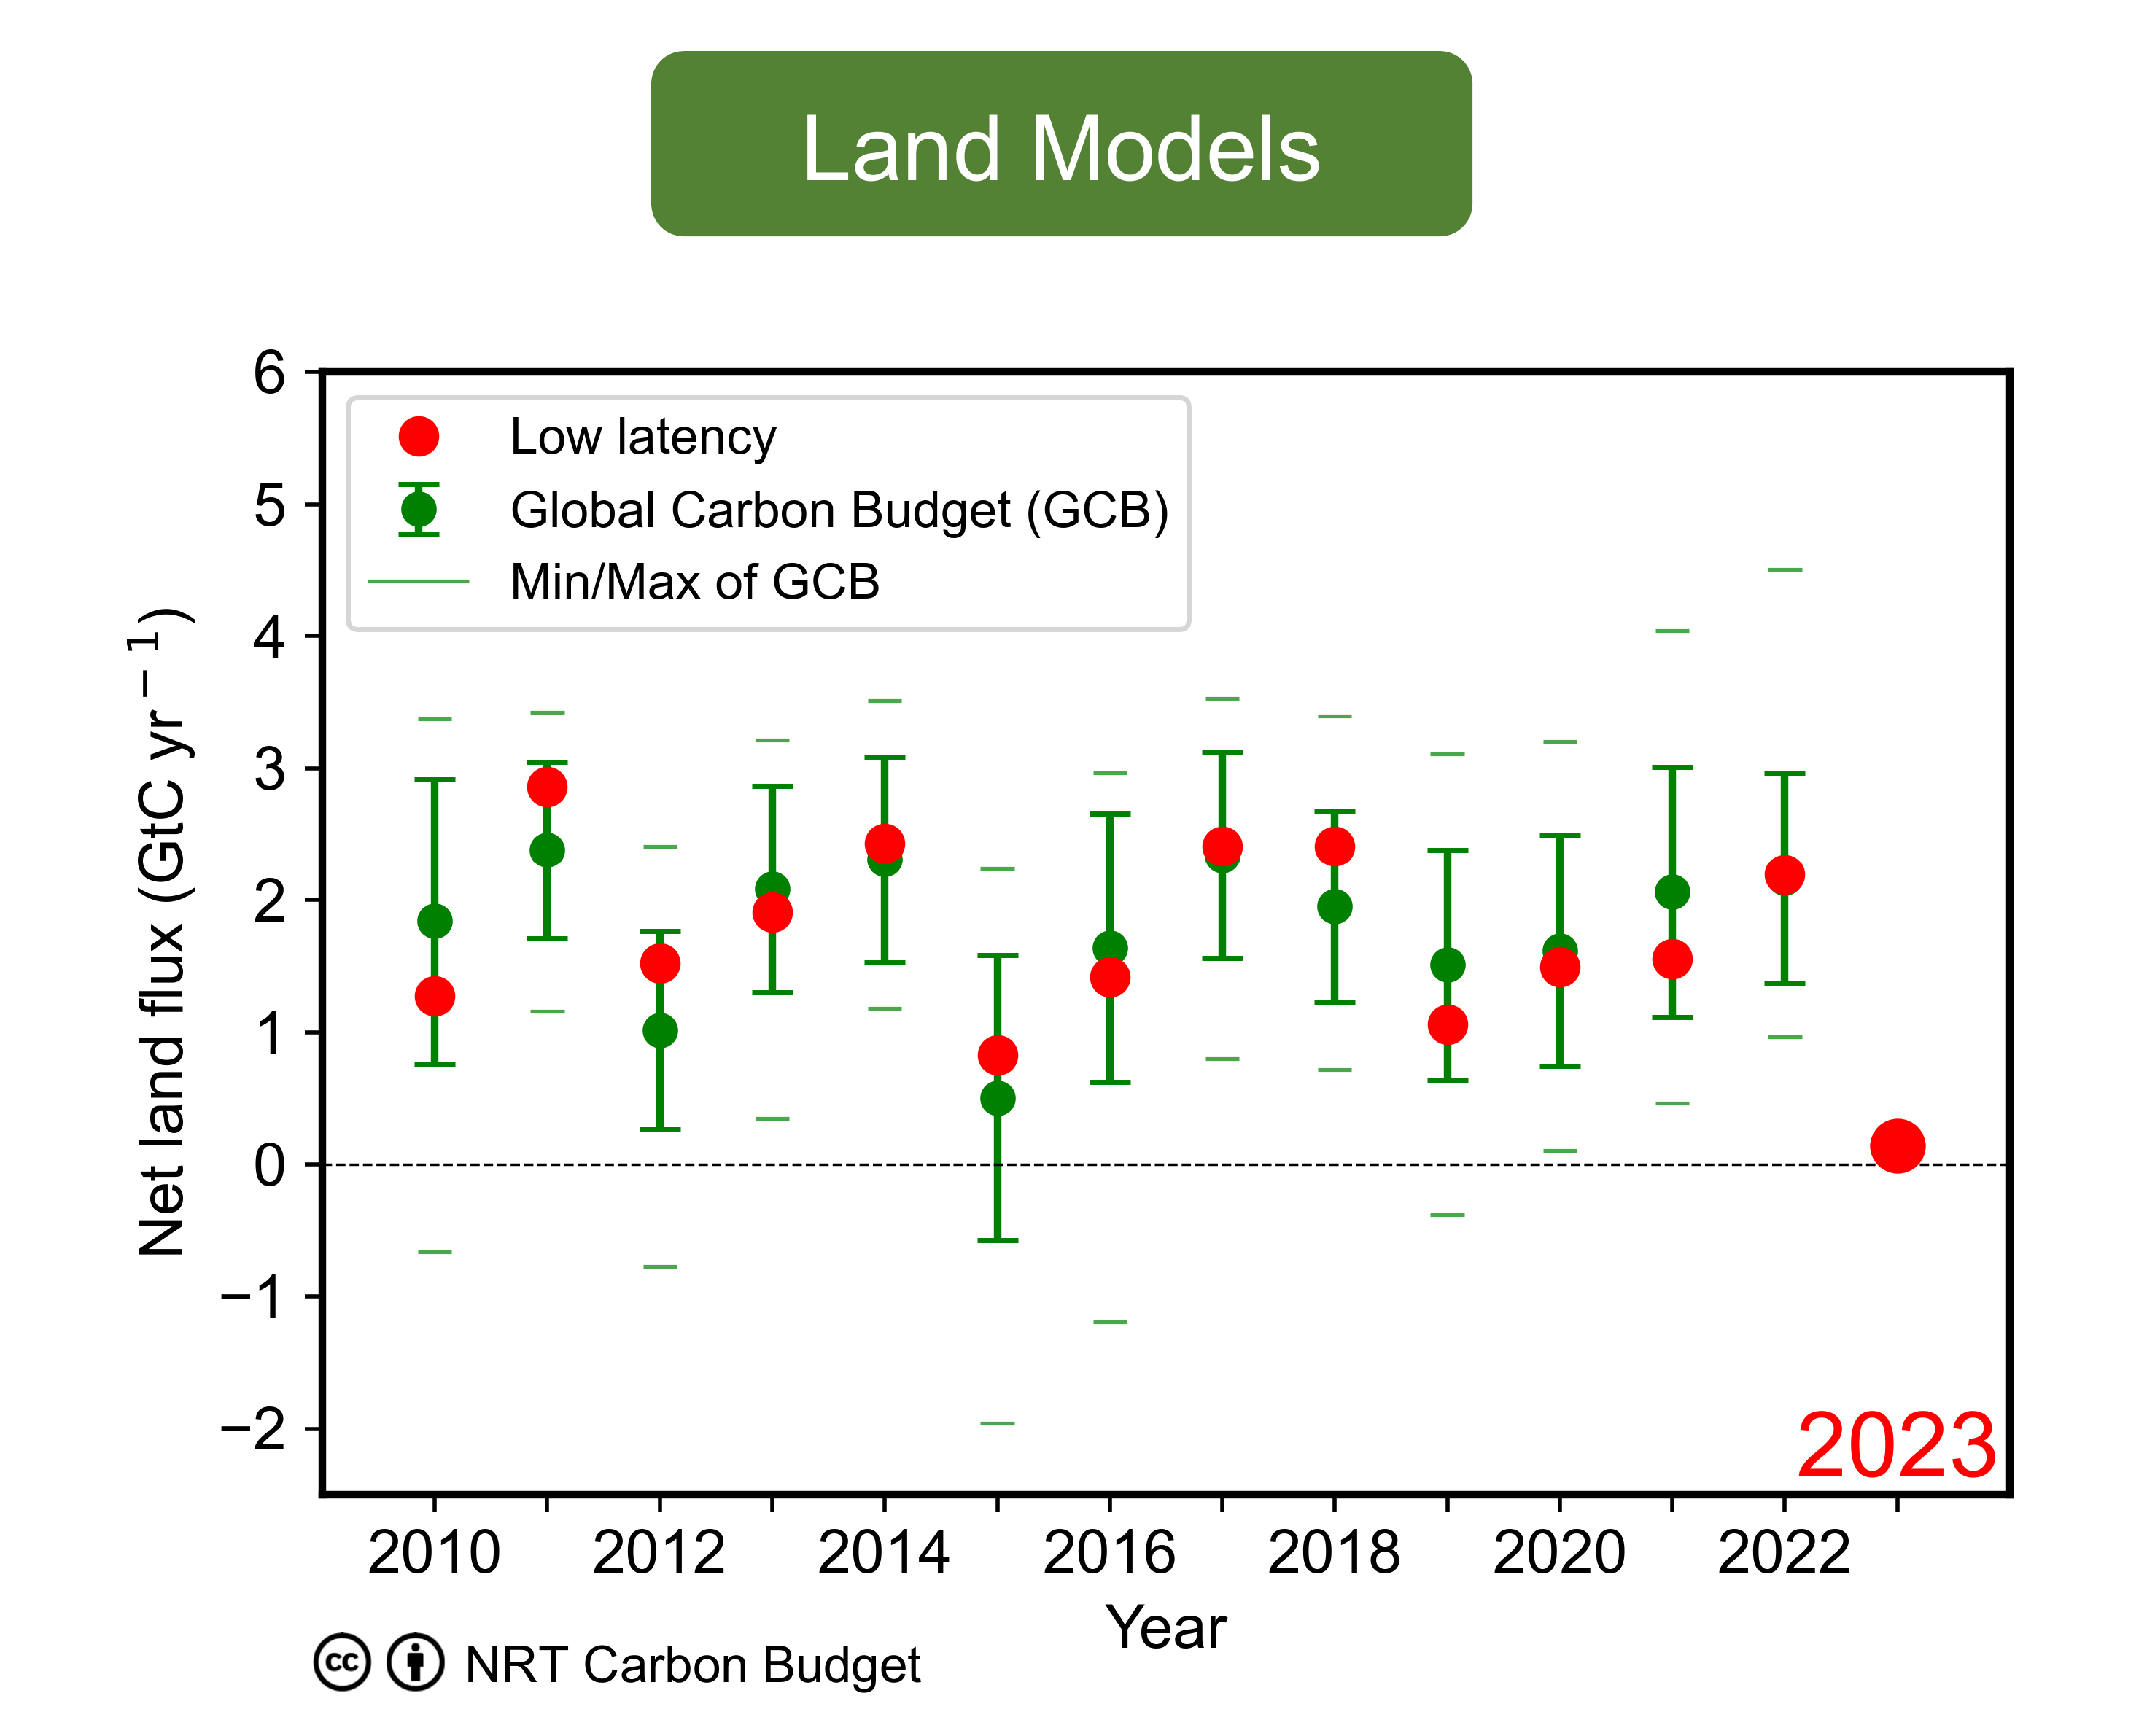 Land Models
6
5
4
3
2
1
0
−1
−2
Net land flux (GtC yr⁻¹)
Low latency
Global Carbon Budget (GCB)
Min/Max of GCB
2023
2010 2012 2014 2016 2018 2020 2022
Year
cc NRT Carbon Budget